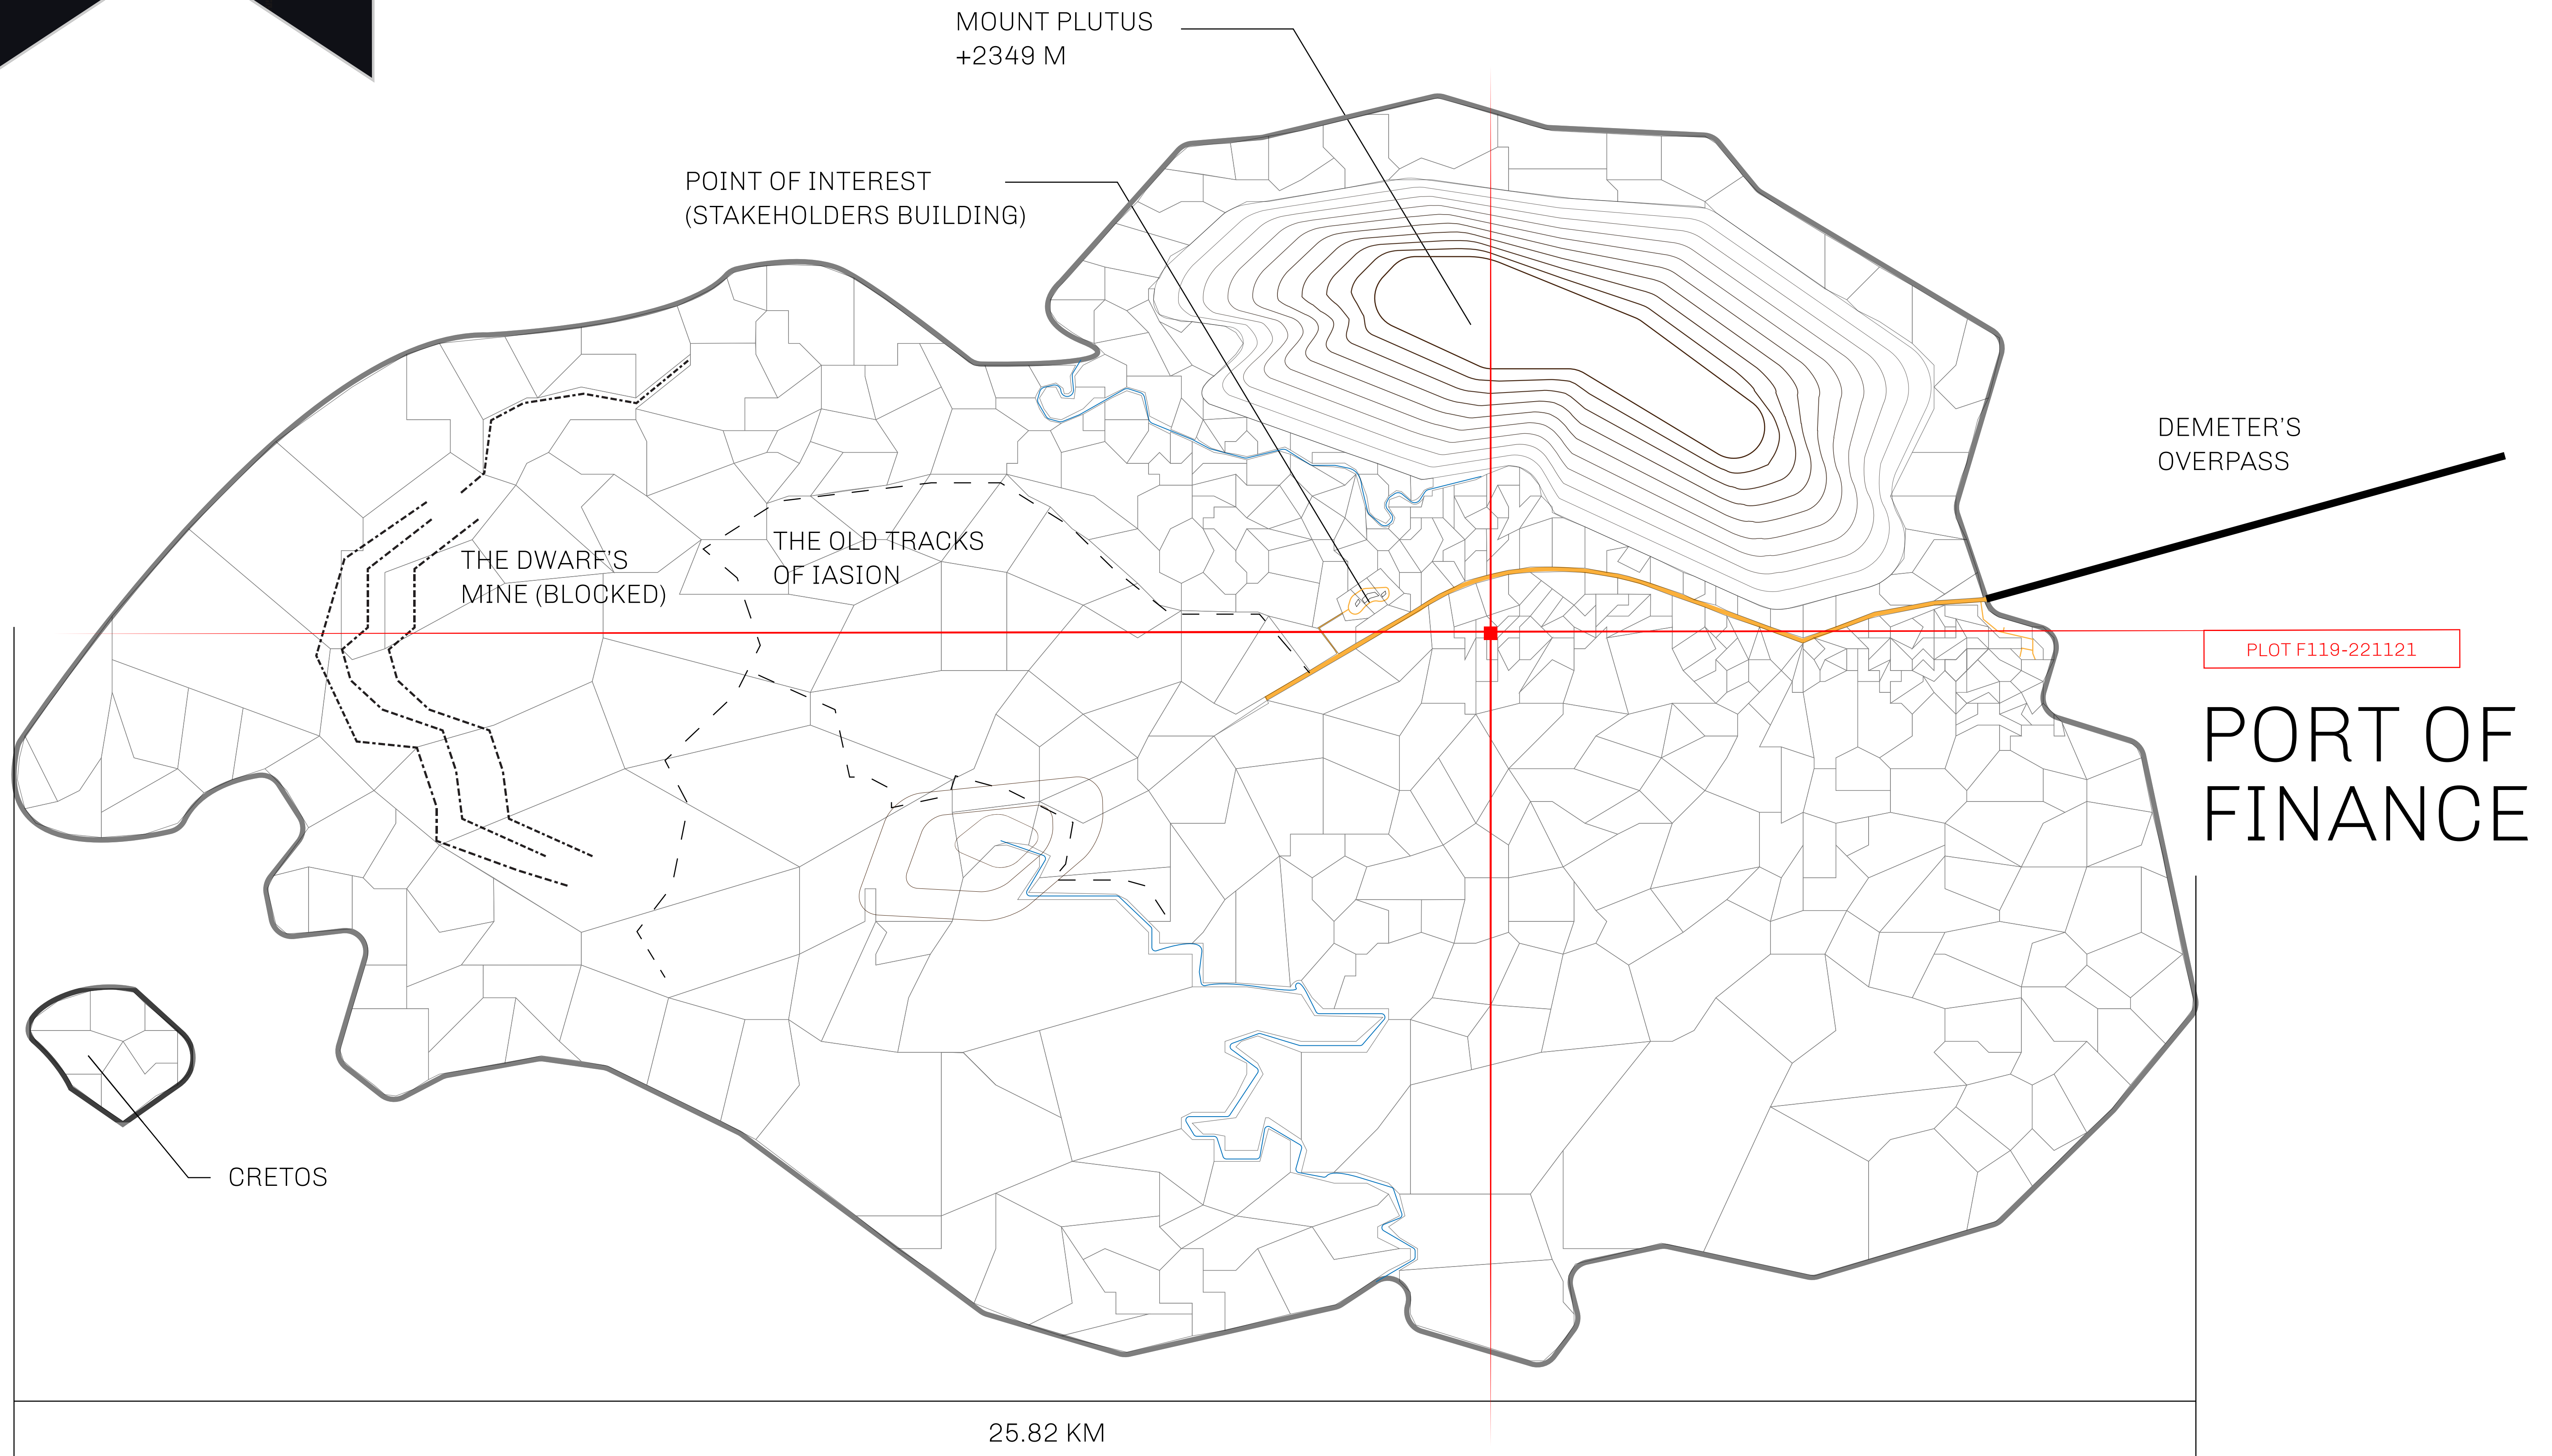 MOUNT PLUTUS
+2349 M
POINT OF INTEREST
(STAKEHOLDERS BUILDING)
DEMETER'S
OVERPASS
THE DWARF'S
MINE (BLOCKED)
THE OLD TRACKS
OF IASION
PLOT F119-221121
PORT OF
FINANCE
CRETOS
25.82 KM